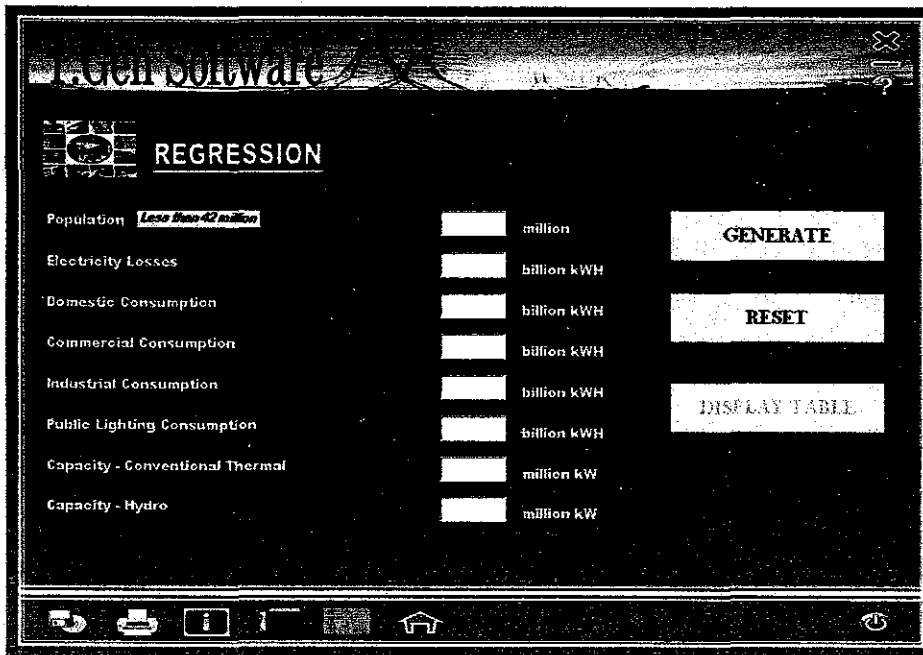 T.Gen Software
?
REGRESSION
Population Less than 42 million million
Electricity Losses billion kWH
Domestic Consumption billion kWH
Commercial Consumption billion kWH
Industrial Consumption billion kWH
Public Lighting Consumption billion kWH
Capacity - Conventional Thermal million kW
Capacity - Hydro million kW
GENERATE
RESET
DISPLAY TABLE